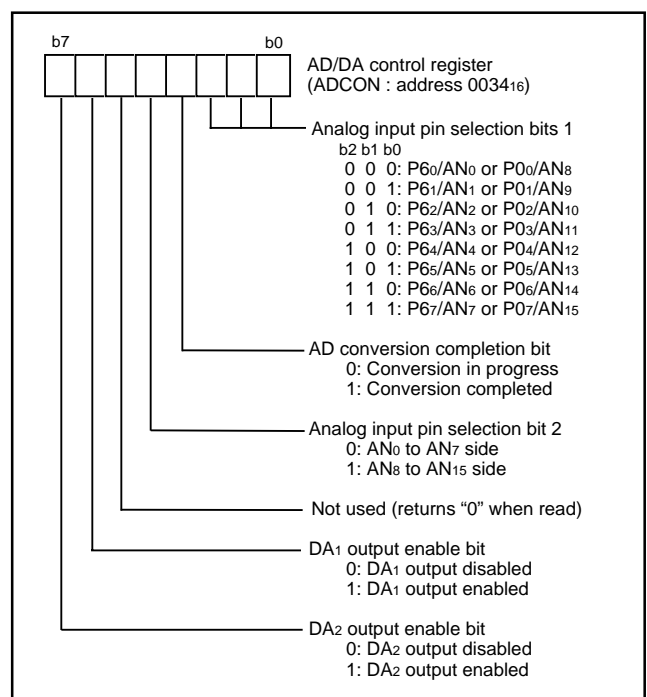 b7 b0
AD/DA control register
(ADCON : address 003416)
Analog input pin selection bits 1
b2 b1 b0
0 0 0: P60/AN0 or P00/AN8
0 0 1: P61/AN1 or P01/AN9
0 1 0: P62/AN2 or P02/AN10
0 1 1: P63/AN3 or P03/AN11
1 0 0: P64/AN4 or P04/AN12
1 0 1: P65/AN5 or P05/AN13
1 1 0: P66/AN6 or P06/AN14
1 1 1: P67/AN7 or P07/AN15
AD conversion completion bit
0: Conversion in progress
1: Conversion completed
Analog input pin selection bit 2
0: AN0 to AN7 side
1: AN8 to AN15 side
Not used (returns “0” when read)
DA1 output enable bit
0: DA1 output disabled
1: DA1 output enabled
DA2 output enable bit
0: DA2 output disabled
1: DA2 output enabled